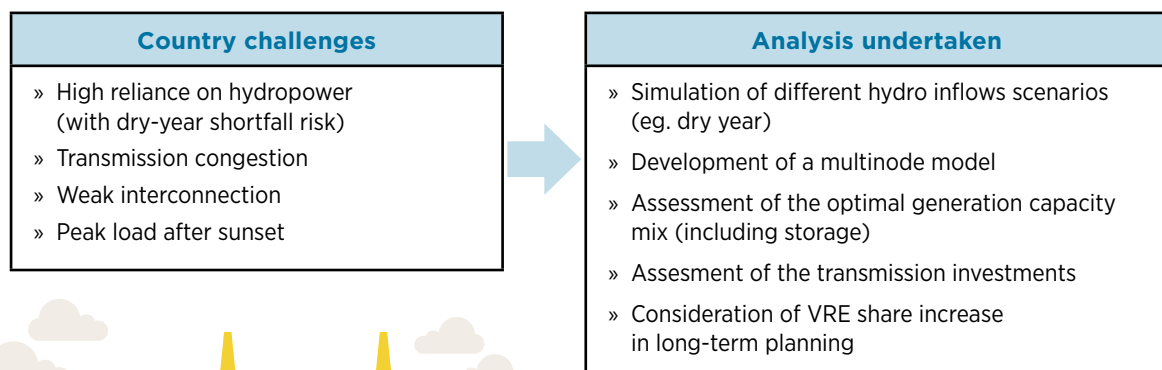 Country challenges
» High reliance on hydropower
(with dry-year shortfall risk)
» Transmission congestion
» Weak interconnection
» Peak load after sunset
Analysis undertaken
» Simulation of different hydro inflows scenarios
(eg. dry year)
» Development of a multinode model
» Assessment of the optimal generation capacity
mix (including storage)
» Assesment of the transmission investments
» Consideration of VRE share increase
in long-term planning